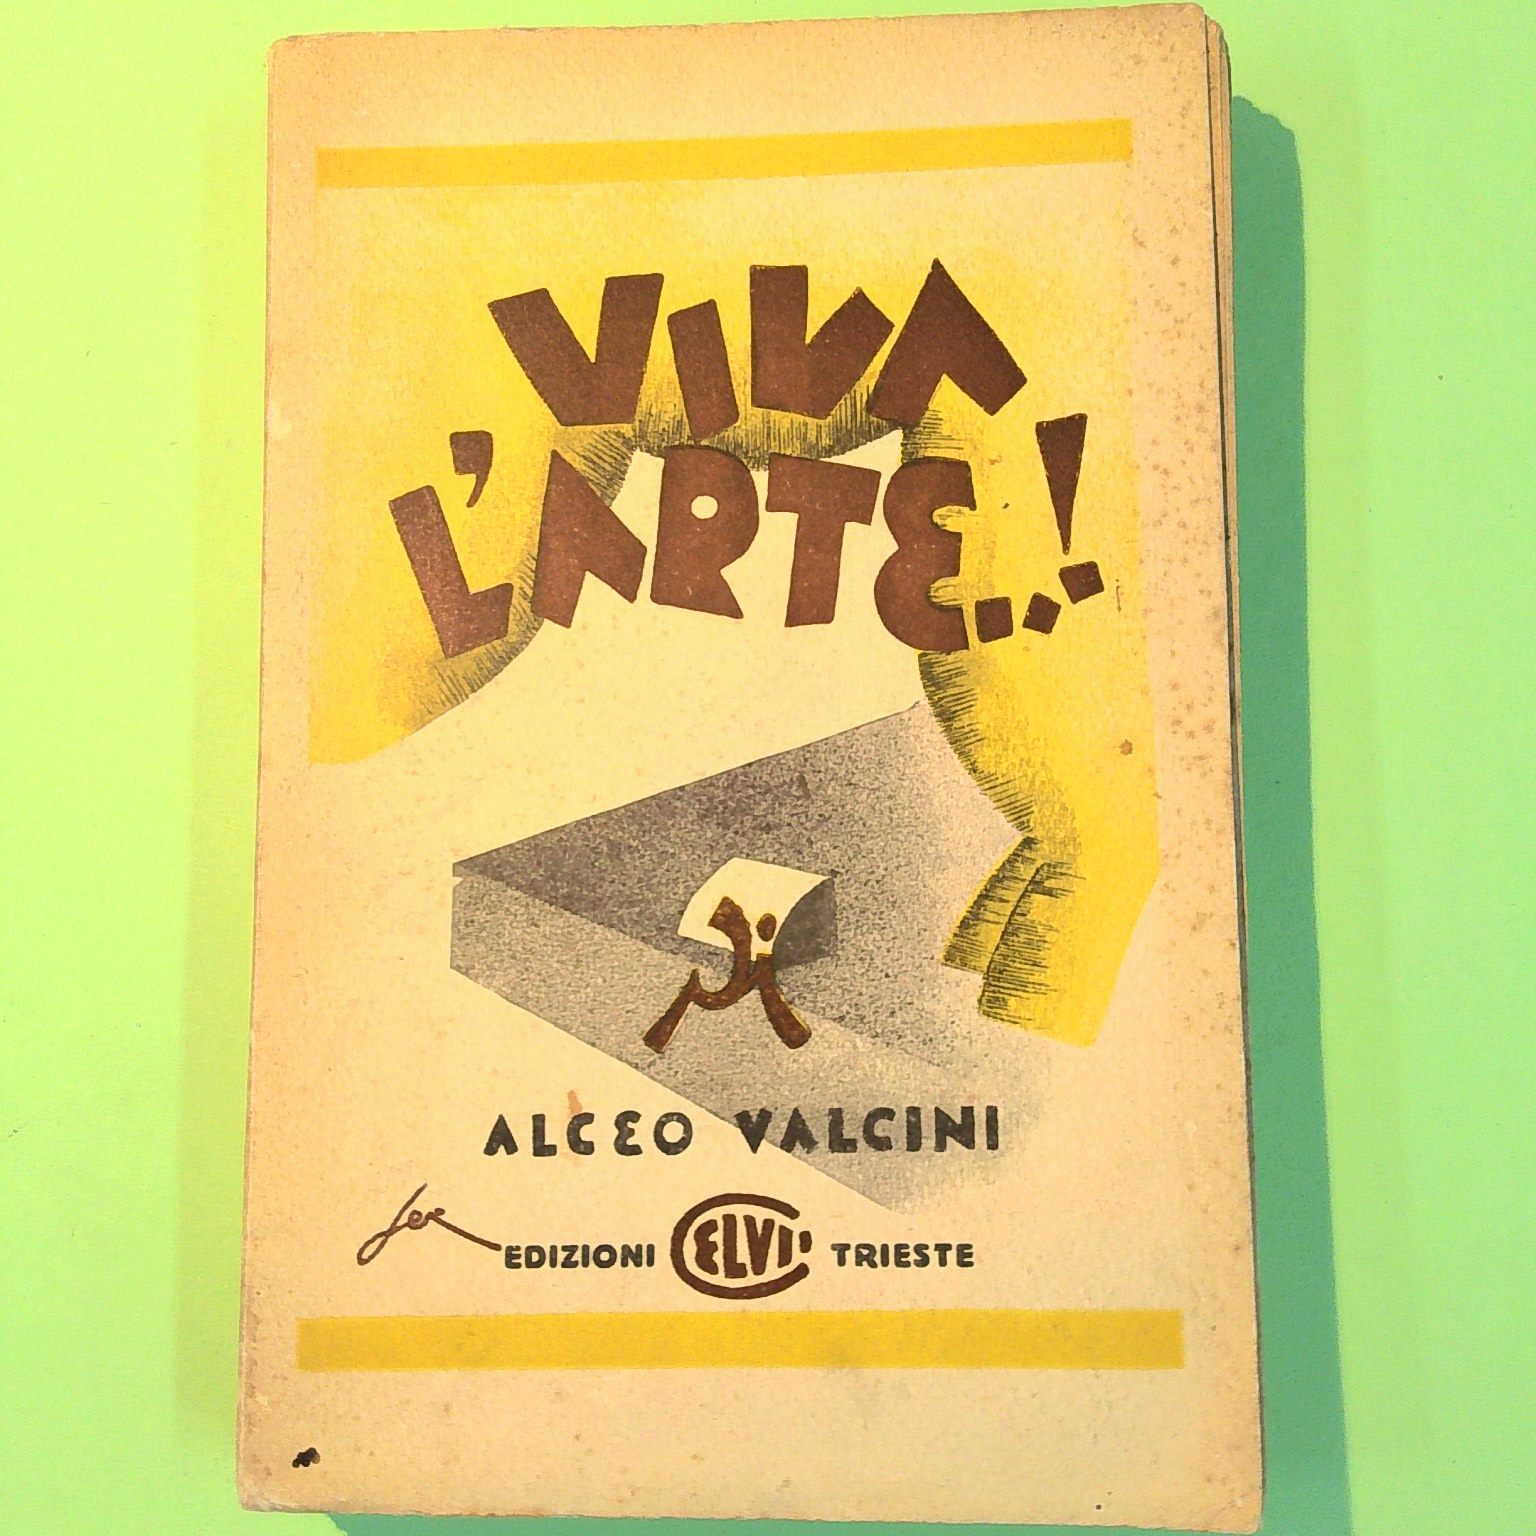 VIVA
L'ARTE..!
ALCEO VALCINI
EDIZIONI CELVI TRIESTE